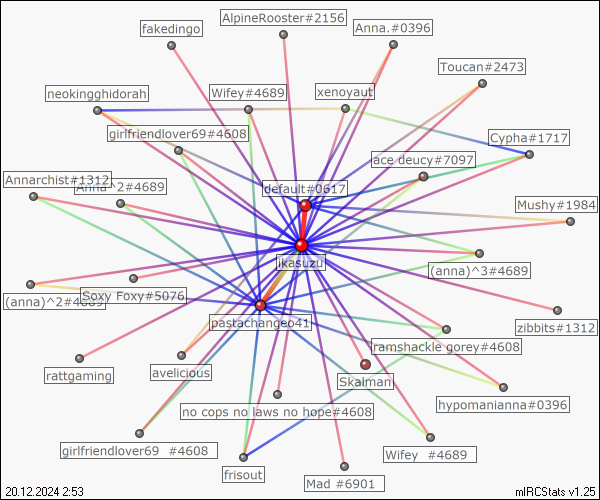 AlpineRooster#2156
fakedingo
Anna.#0396
Toucan#2473
neokingghidorah
Wifey#4689
xenoyaut
girlfriendlover69#4608
Cypha#1717
ace deucy#7097
Annarchist#1312
Anna^2#4689
default#0617
Mushy#1984
ikasuzu
(anna)^3#4689
(anna)^2#4689
Soxy Foxy#5076
pastachange041
zibbits#1312
ramshackle gorey#4608
rattgaming
avelicious
Skalman
no cops no laws no hope#4608
hypomanianna#0396
girlfriendlover69 #4608
Wifey #4689
frisout
Mad #6901
20.12.2024 2:53
mIRCStats v1.25